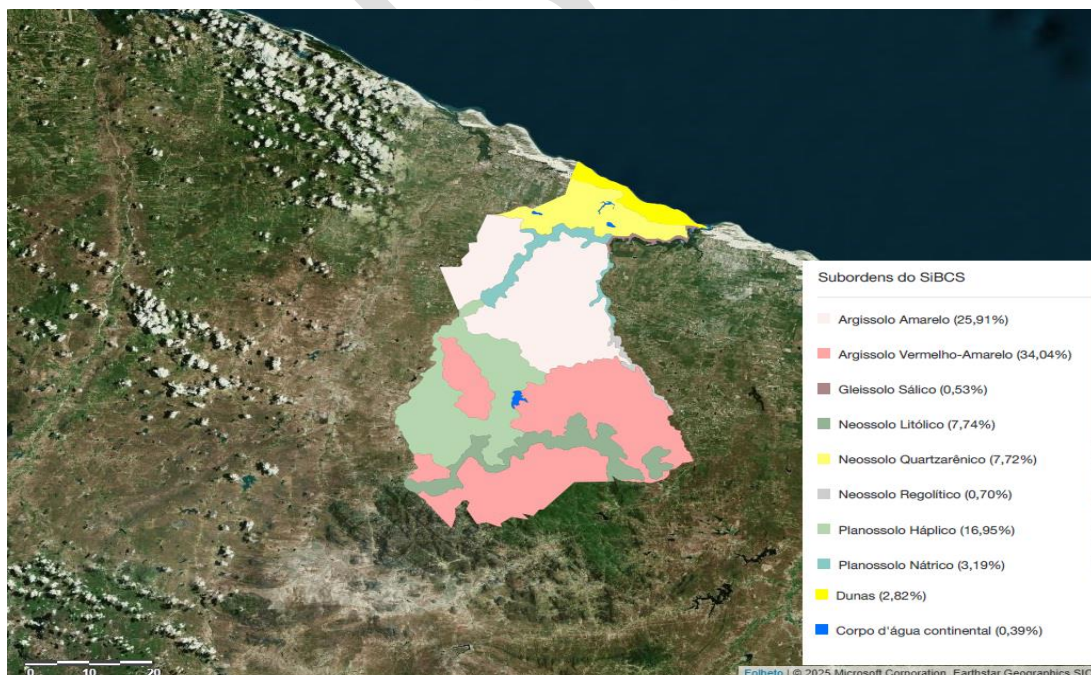 Subordens do SiBCS
Argissolo Amarelo (25,91%)
Argissolo Vermelho-Amarelo (34,04%)
Gleissolo Sálico (0,53%)
Neossolo Litólico (7,74%)
Neossolo Quartzarênico (7,72%)
Neossolo Regolítico (0,70%)
Planossolo Háplico (16,95%)
Planossolo Nátrico (3,19%)
Dunas (2,82%)
Corpo d'água continental (0,39%)
0 10 20
Folheto | © 2025 Microsoft Corporation, Earthstar Geographics SIO